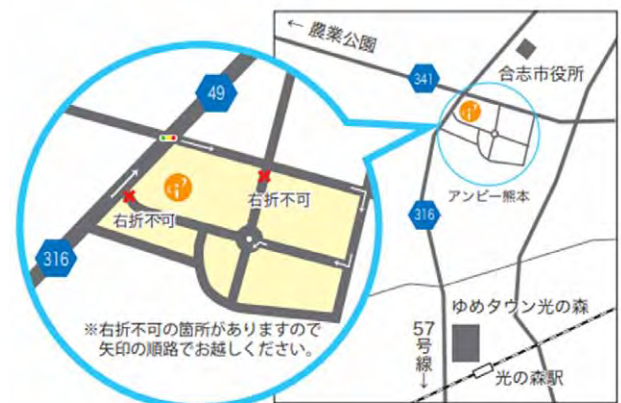 ← 農業公園
341
合志市役所
アンビー熊本
316
ゆめタウン光の森
57号線↓
光の森駅
49
右折不可
右折不可
316
※右折不可の箇所がありますので
矢印の順路でお越しください。